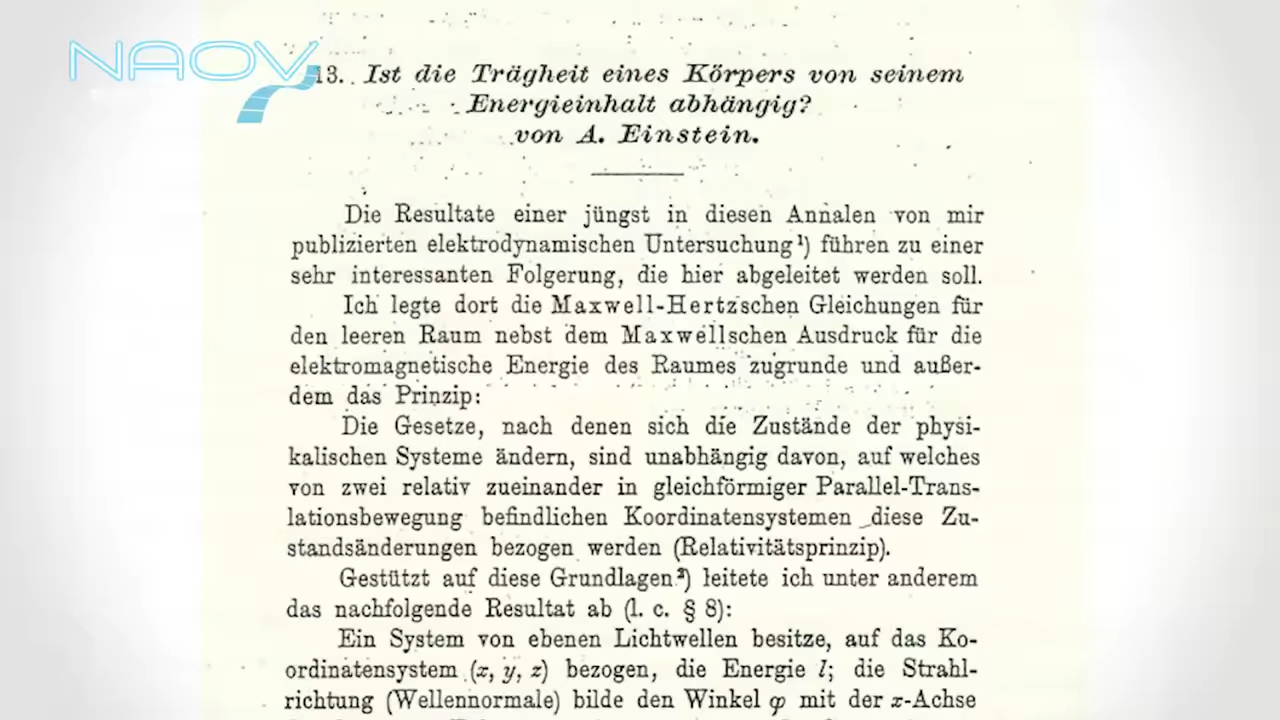 NAOV
13. Ist die Trägheit eines Körpers von seinem
Energieinhalt abhängig?
von A. Einstein.
Die Resultate einer jüngst in diesen Annalen von mir
publizierten elektrodynamischen Untersuchung¹) führen zu einer
sehr interessanten Folgerung, die hier abgeleitet werden soll.
Ich legte dort die Maxwell-Hertzschen Gleichungen für
den leeren Raum nebst dem Maxwellschen Ausdruck für die
elektromagnetische Energie des Raumes zugrunde und außer-
dem das Prinzip:
Die Gesetze, nach denen sich die Zustände der physi-
kalischen Systeme ändern, sind unabhängig davon, auf welches
von zwei relativ zueinander in gleichförmiger Parallel-Trans-
lationsbewegung befindlichen Koordinatensystemen diese Zu-
standsänderungen bezogen werden (Relativitätsprinzip).
Gestützt auf diese Grundlagen²) leitete ich unter anderem
das nachfolgende Resultat ab (l. c. § 8):
Ein System von ebenen Lichtwellen besitze, auf das Ko-
ordinatensystem (x, y, z) bezogen, die Energie l; die Strahl-
richtung (Wellennormale) bilde den Winkel φ mit der x-Achse